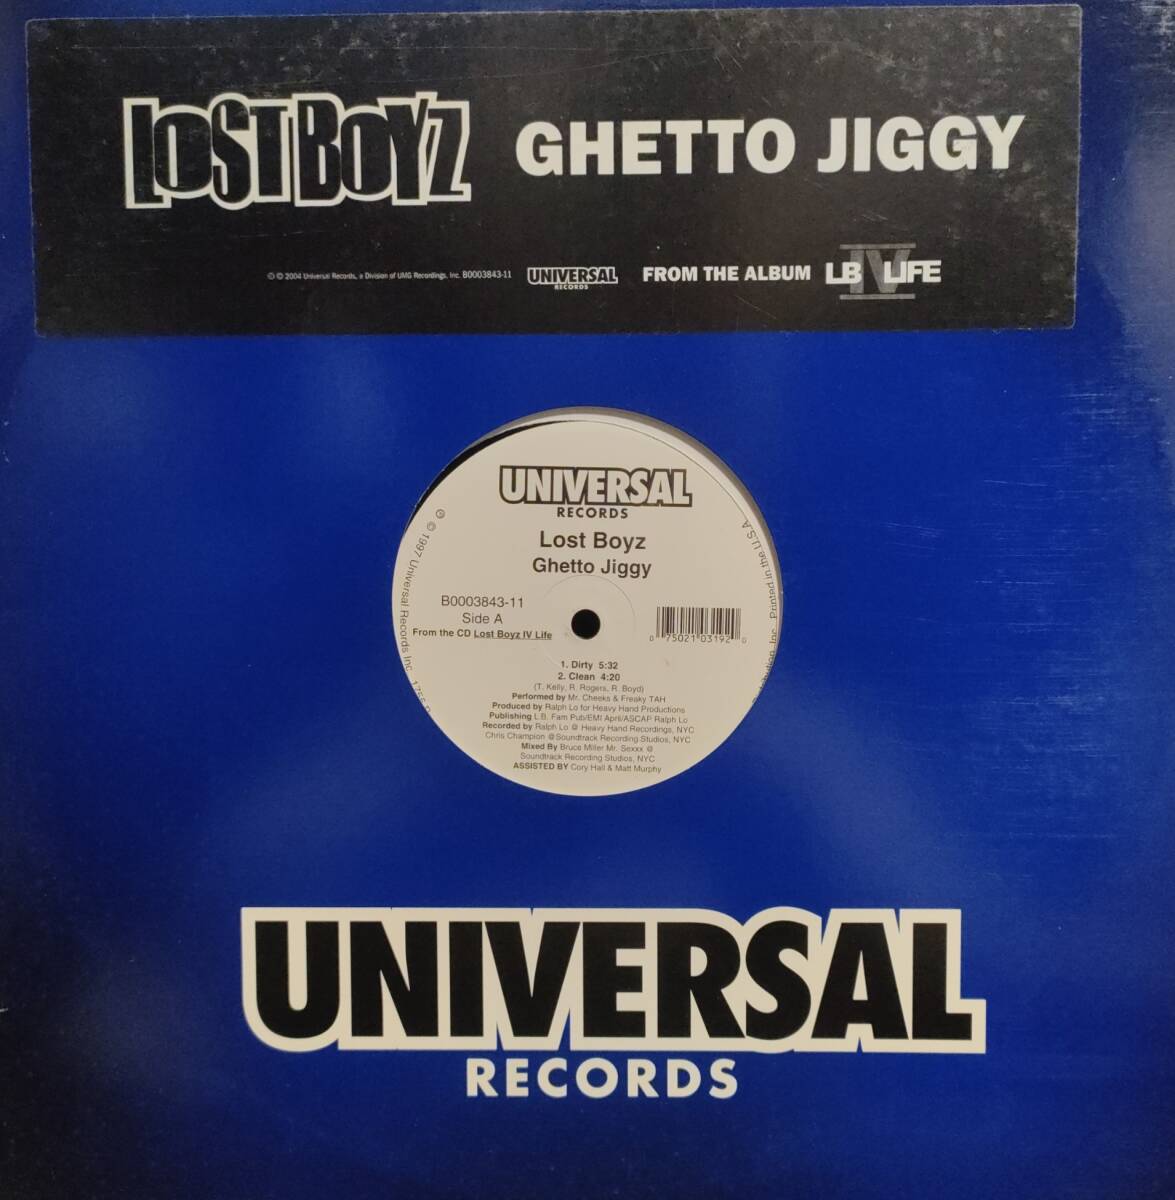 LOST BOYZ GHETTO JIGGY
℗ © 2004 Universal Records, a Division of UMG Recordings, Inc. B0003843-11 UNIVERSAL RECORDS FROM THE ALBUM LB IV LIFE
UNIVERSAL
RECORDS
Lost Boyz
Ghetto Jiggy
B0003843-11
Side A
From the CD Lost Boyz IV Life
0 75021 03192 0
1. Dirty 5:32
2. Clean 4:20
(T. Kelly, R. Rogers, R. Boyd)
Performed by Mr. Cheeks & Freaky TAH
Produced by Ralph Lo for Heavy Hand Productions
Publishing L.B. Fam Pub/EMI April/ASCAP Ralph Lo
Recorded by Ralph Lo @ Heavy Hand Recordings, NYC
Chris Champion @Soundtrack Recording Studios, NYC
Mixed By Bruce Miller Mr. Sexxx @
Soundtrack Recording Studios, NYC
ASSISTED BY Cory Hall & Matt Murphy
℗ © 1997 Universal Records Inc.
Inc. Printed in the U.S.A
UNIVERSAL
RECORDS